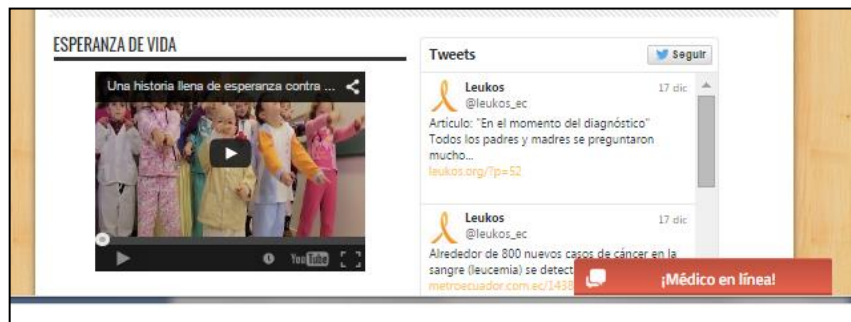 ESPERANZA DE VIDA
Una historia llena de esperanza contra ...
YouTube
Tweets
Seguir
Leukos
17 dic
@leukos_ec
Artículo: "En el momento del diagnóstico"
Todos los padres y madres se preguntaron
mucho...
leukos.org/?p=52
Leukos
17 dic
@leukos_ec
Alrededor de 800 nuevos casos de cáncer en la
sangre (leucemia) se detect
metroecuador.com.ec/1438
¡Médico en línea!